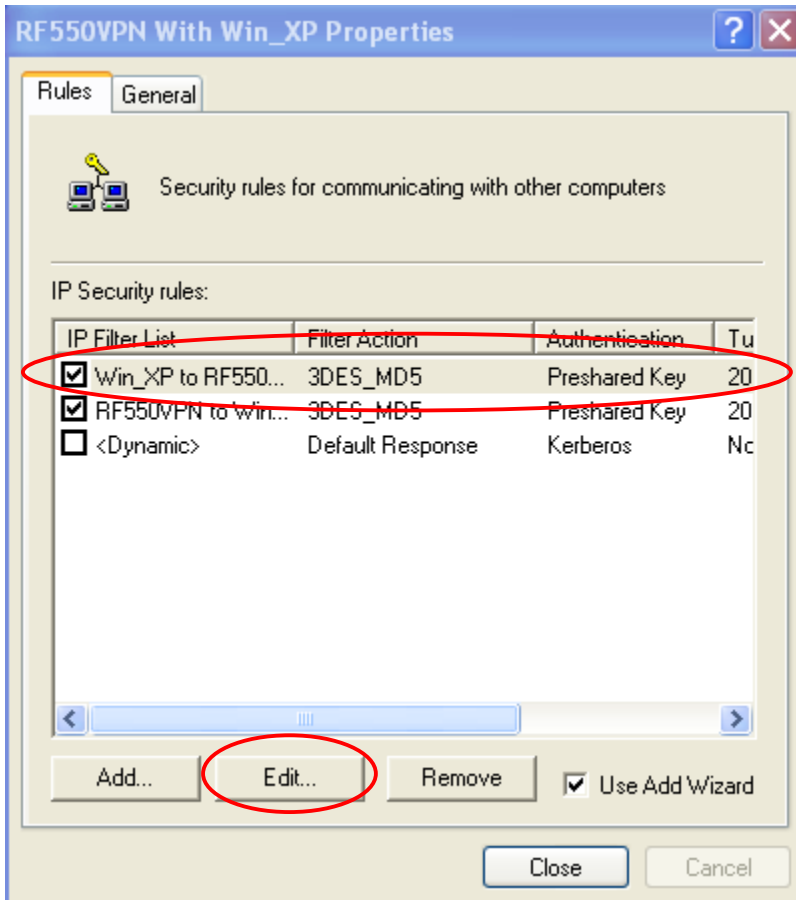 RF550VPN With Win_XP Properties
Rules General
Security rules for communicating with other computers
IP Security rules:
IP Filter List Filter Action Authentication Tu
Win_XP to RF550... 3DES_MD5 Preshared Key 20
RF550VPN to Win... 3DES_MD5 Preshared Key 20
<Dynamic> Default Response Kerberos Nc
Add... Edit... Remove Use Add Wizard
Close Cancel